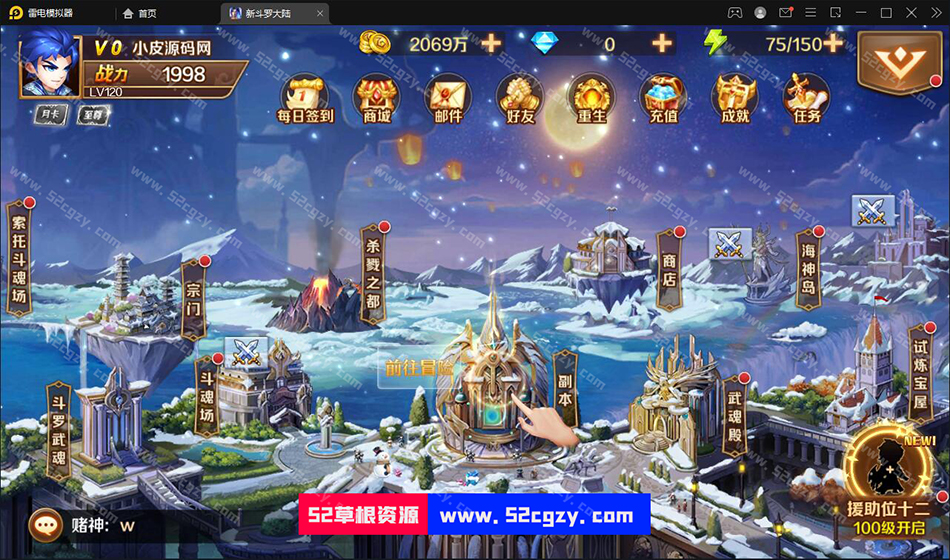 雷电模拟器
首页
新斗罗大陆
V0 小皮源码网
战力 1998
LV120
月卡
至尊
2069万
0
75/150
每日签到
商城
邮件
好友
重生
充值
成就
任务
索托斗魂场
宗门
杀戮之都
商店
海神岛
斗罗武魂
斗魂场
前往冒险
副本
武魂殿
试炼宝屋
NEW!
援助位十二
100级开启
赌神: w
52草根资源 www.52cgzy.com
www.52cgzy.com